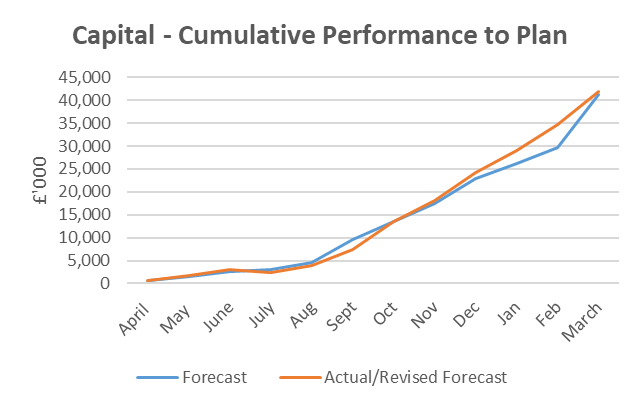 Capital - Cumulative Performance to Plan
£'000
45,000
40,000
35,000
30,000
25,000
20,000
15,000
10,000
5,000
0
April
May
June
July
Aug
Sept
Oct
Nov
Dec
Jan
Feb
March
Forecast
Actual/Revised Forecast